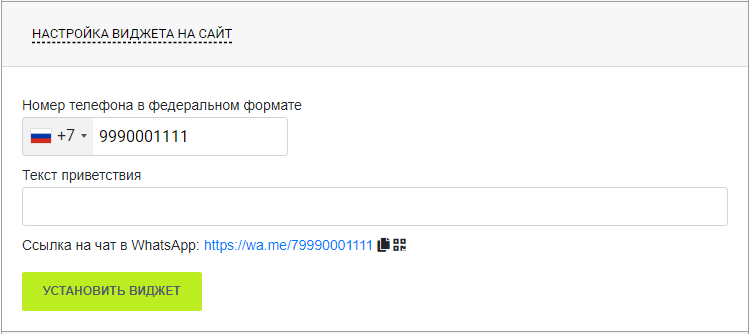 НАСТРОЙКА ВИДЖЕТА НА САЙТ
Номер телефона в федеральном формате
+7 9990001111
Текст приветствия
Ссылка на чат в WhatsApp: https://wa.me/79990001111
УСТАНОВИТЬ ВИДЖЕТ